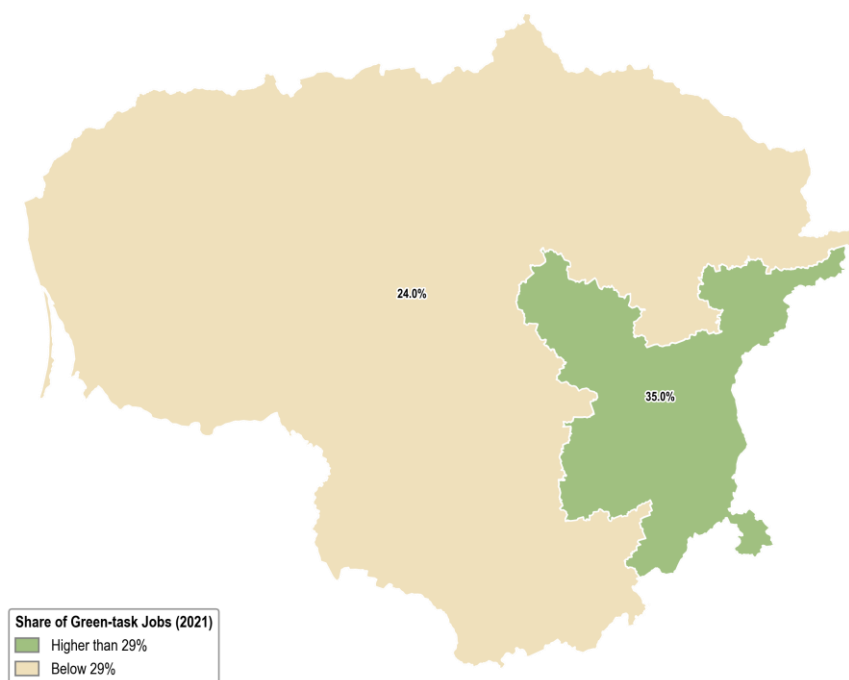 24.0%
35.0%
Share of Green-task Jobs (2021)
Higher than 29%
Below 29%